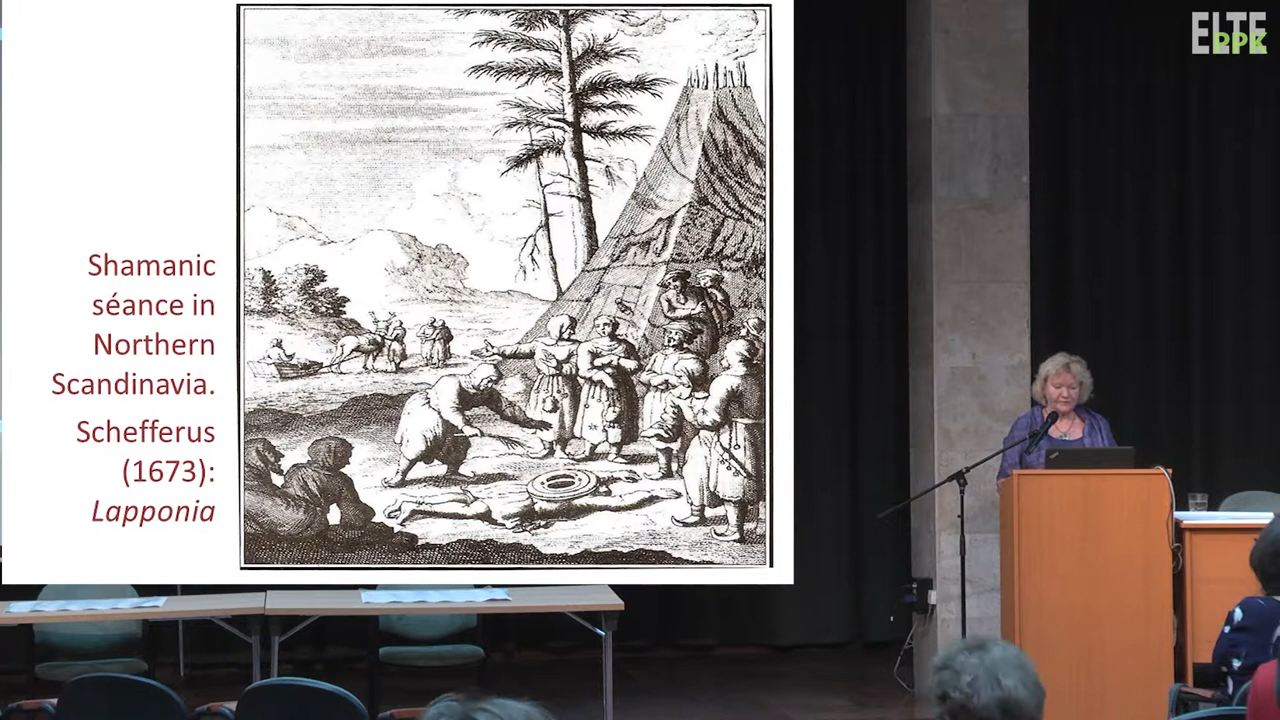 Shamanic
séance in
Northern
Scandinavia.
Schefferus
(1673):
Lapponia
ELTE
PPK